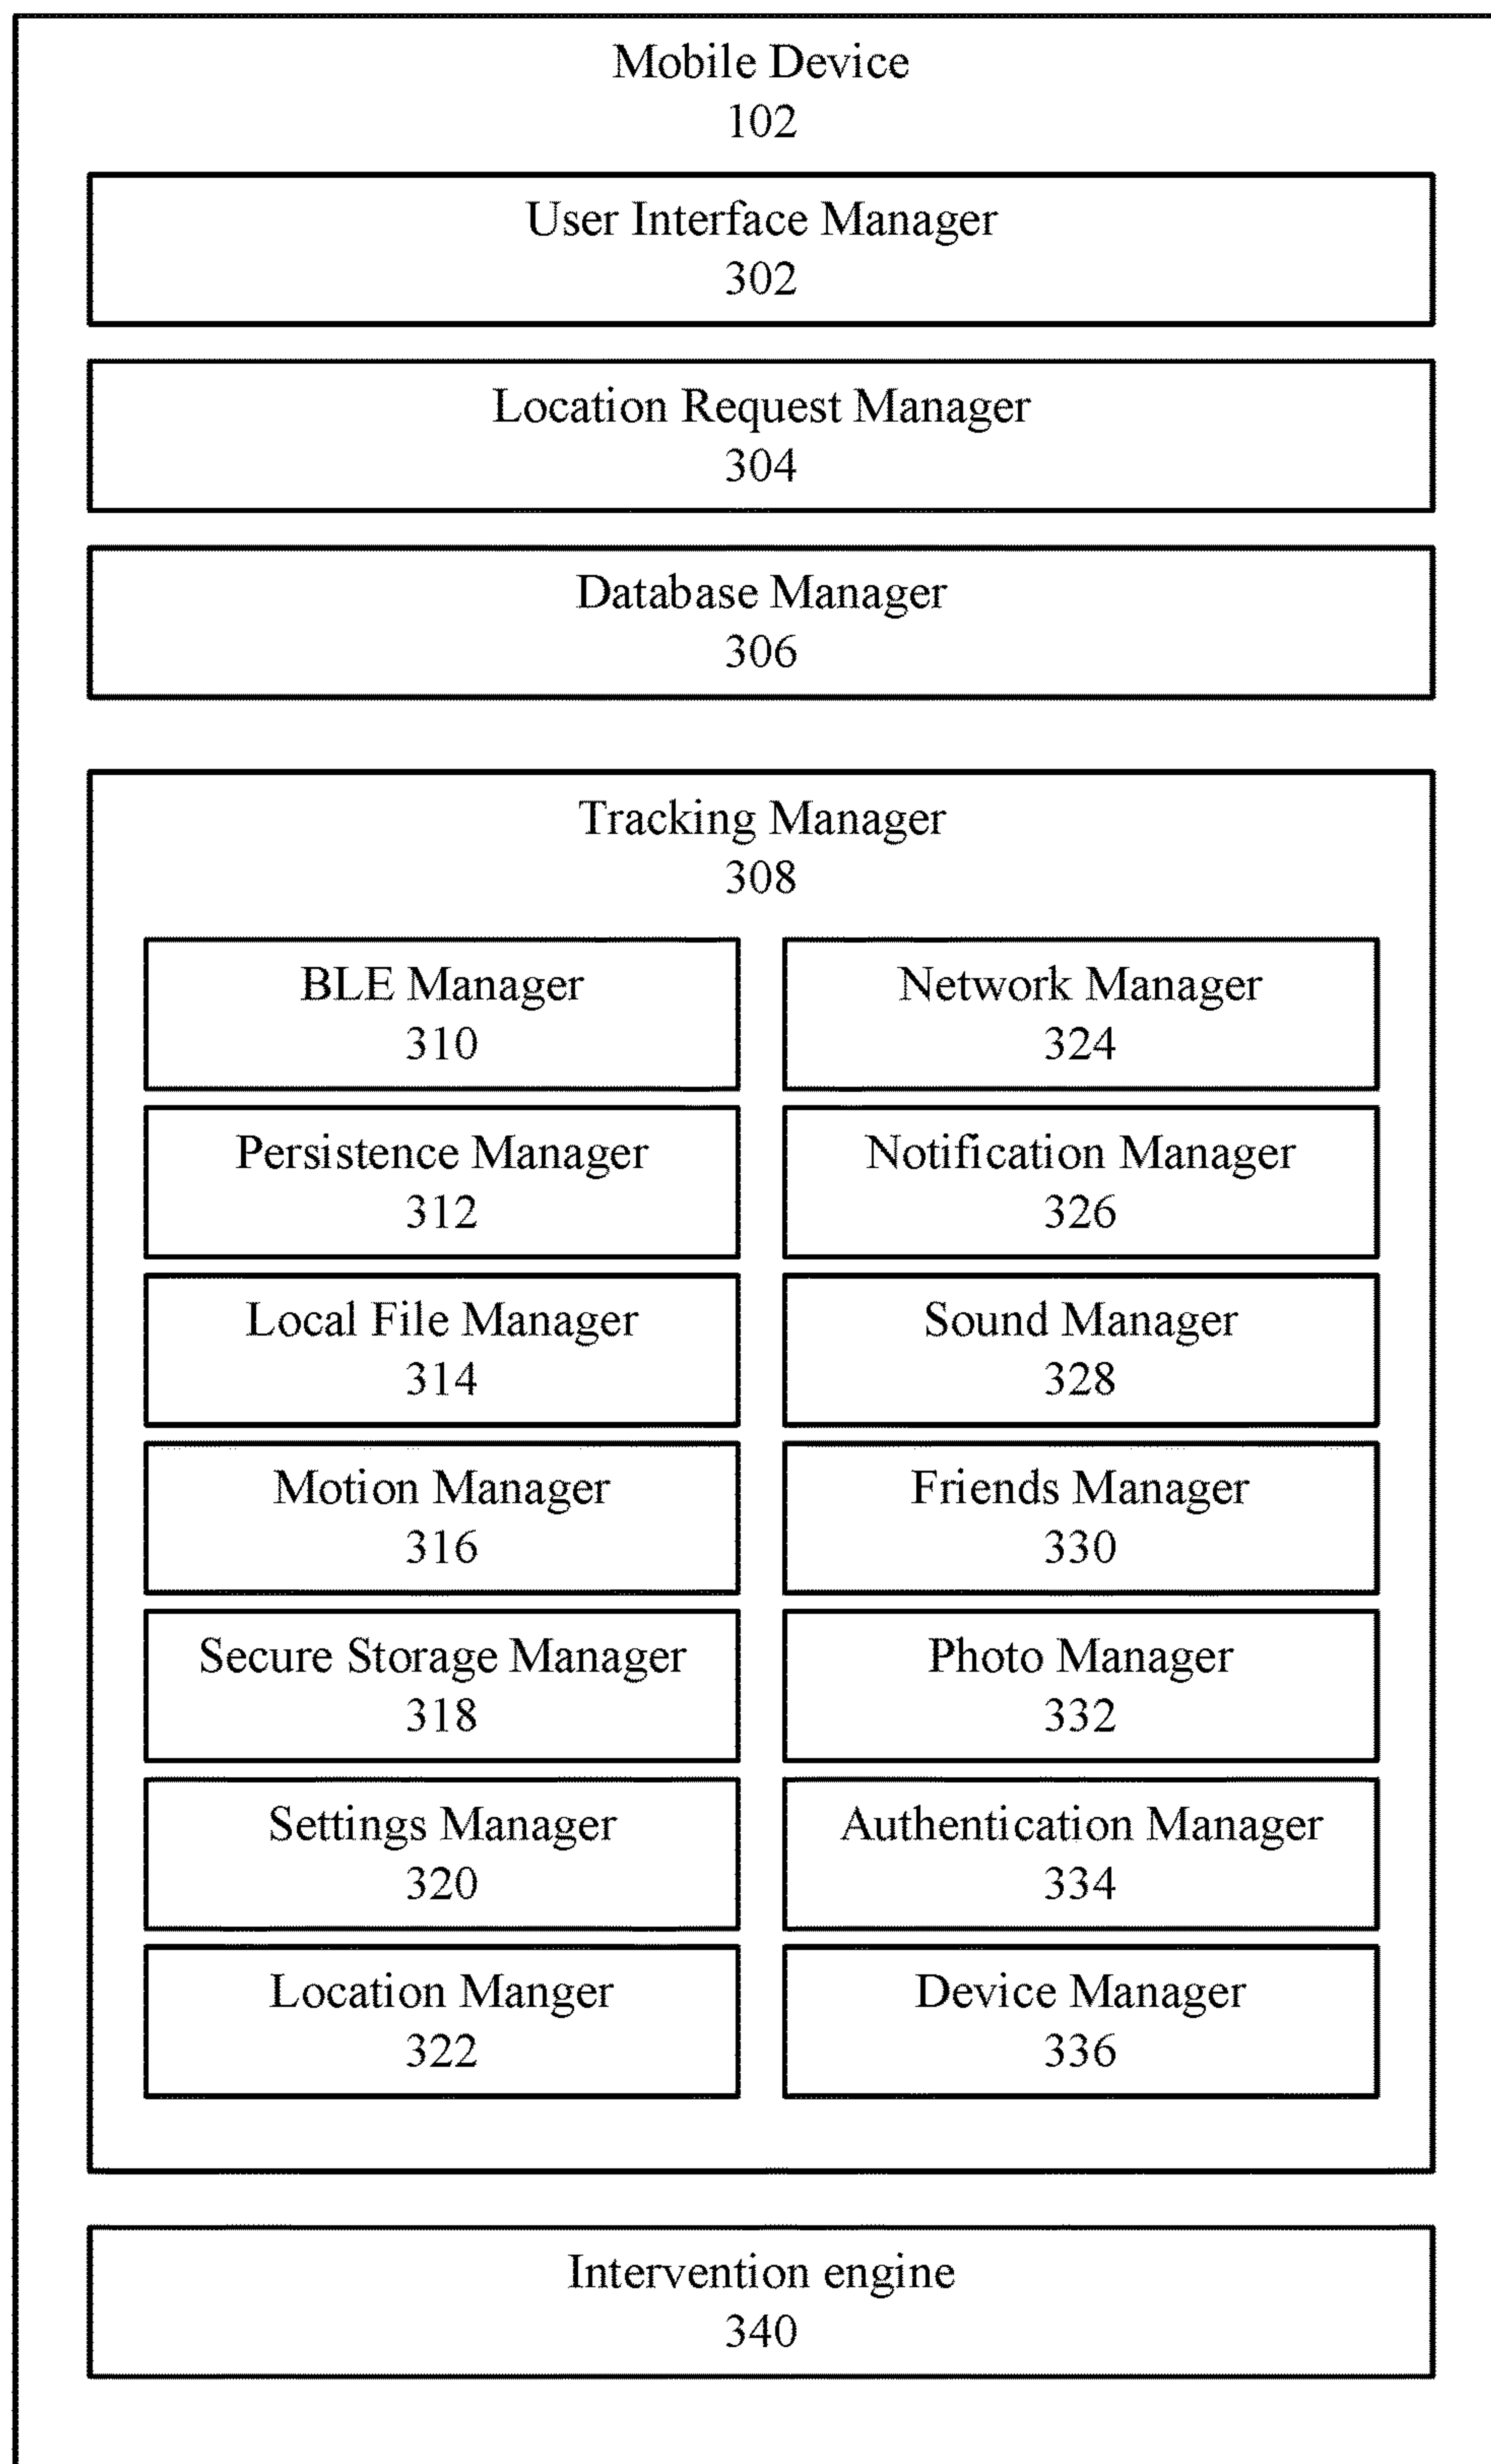 Mobile Device
102
User Interface Manager
302
Location Request Manager
304
Database Manager
306
Tracking Manager
308
BLE Manager
310
Network Manager
324
Persistence Manager
312
Notification Manager
326
Local File Manager
314
Sound Manager
328
Motion Manager
316
Friends Manager
330
Secure Storage Manager
318
Photo Manager
332
Settings Manager
320
Authentication Manager
334
Location Manger
322
Device Manager
336
Intervention engine
340